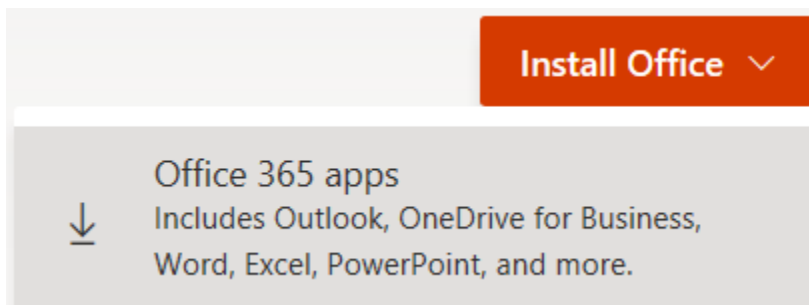 Install Office
Office 365 apps
Includes Outlook, OneDrive for Business,
Word, Excel, PowerPoint, and more.